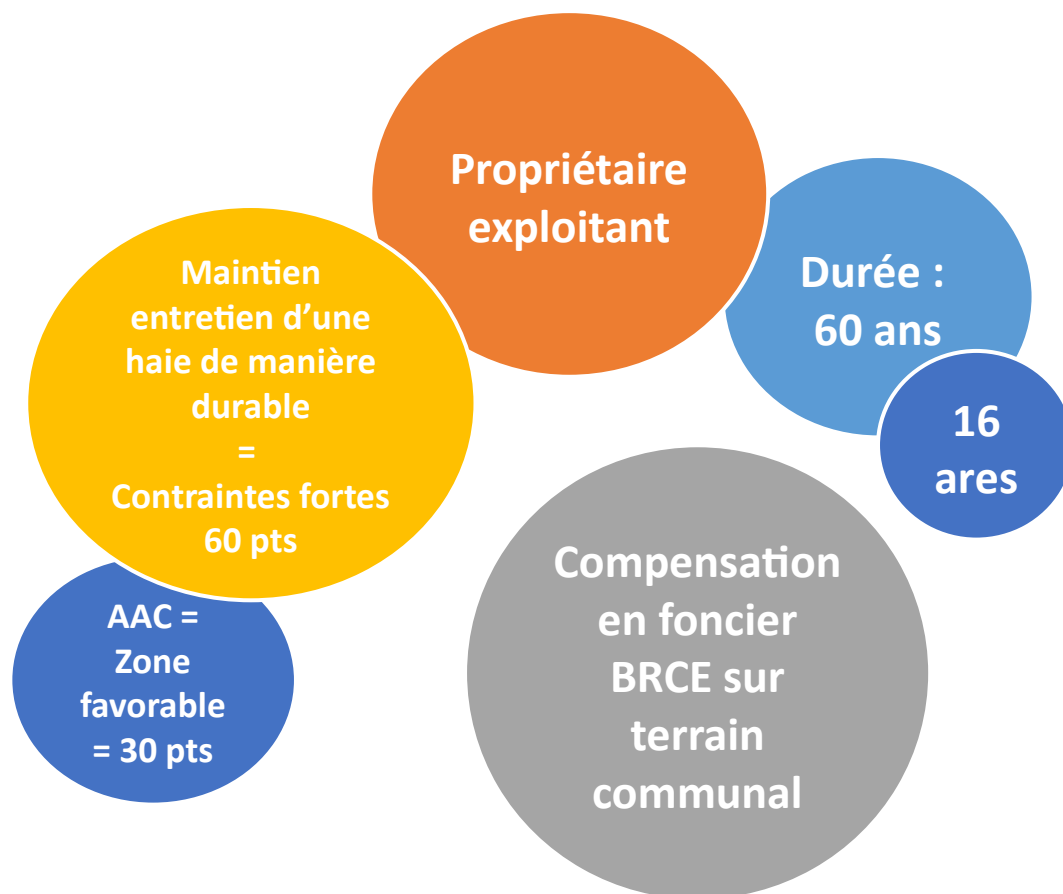 Propriétaire
exploitant
Maintien
entretien d’une
haie de manière
durable
=
Contraintes fortes
60 pts
Durée :
60 ans
16
ares
Compensation
en foncier
BRCE sur
terrain
communal
AAC =
Zone
favorable
= 30 pts